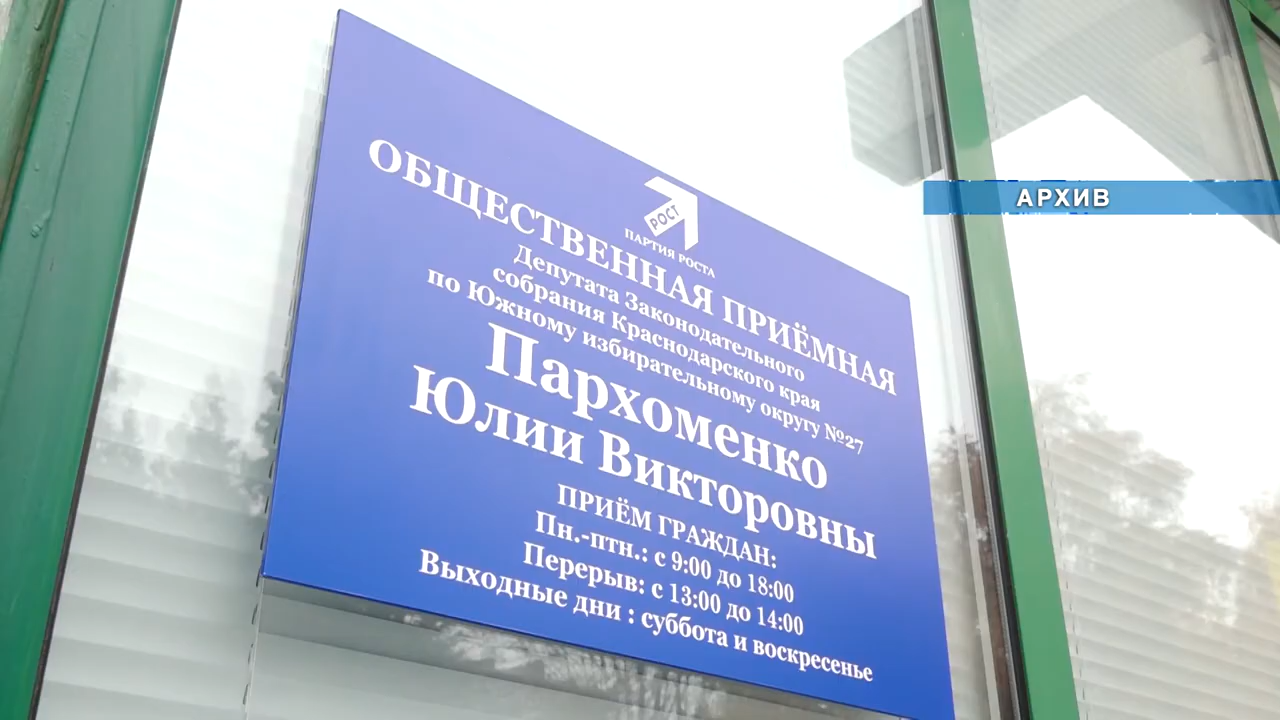 АРХИВ
РОСТ
ПАРТИЯ РОСТА
ОБЩЕСТВЕННАЯ ПРИЁМНАЯ
Депутата Законодательного
собрания Краснодарского края
по Южному избирательному округу №27
Пархоменко
Юлии Викторовны
ПРИЁМ ГРАЖДАН:
Пн.-птн.: с 9:00 до 18:00
Перерыв: с 13:00 до 14:00
Выходные дни : суббота и воскресенье